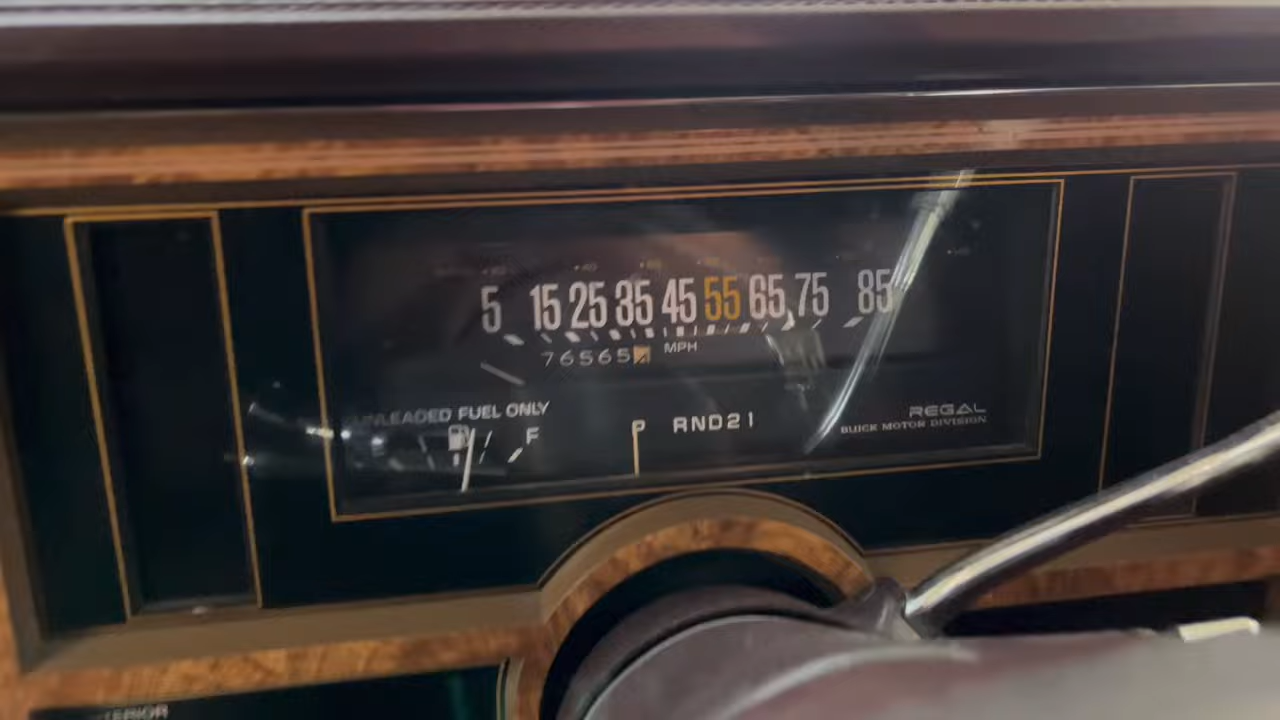 5 15 25 35 45 55 65 75 85
76565
MPH
UNLEADED FUEL ONLY
F
P RND21
REGAL
BUICK MOTOR DIVISION